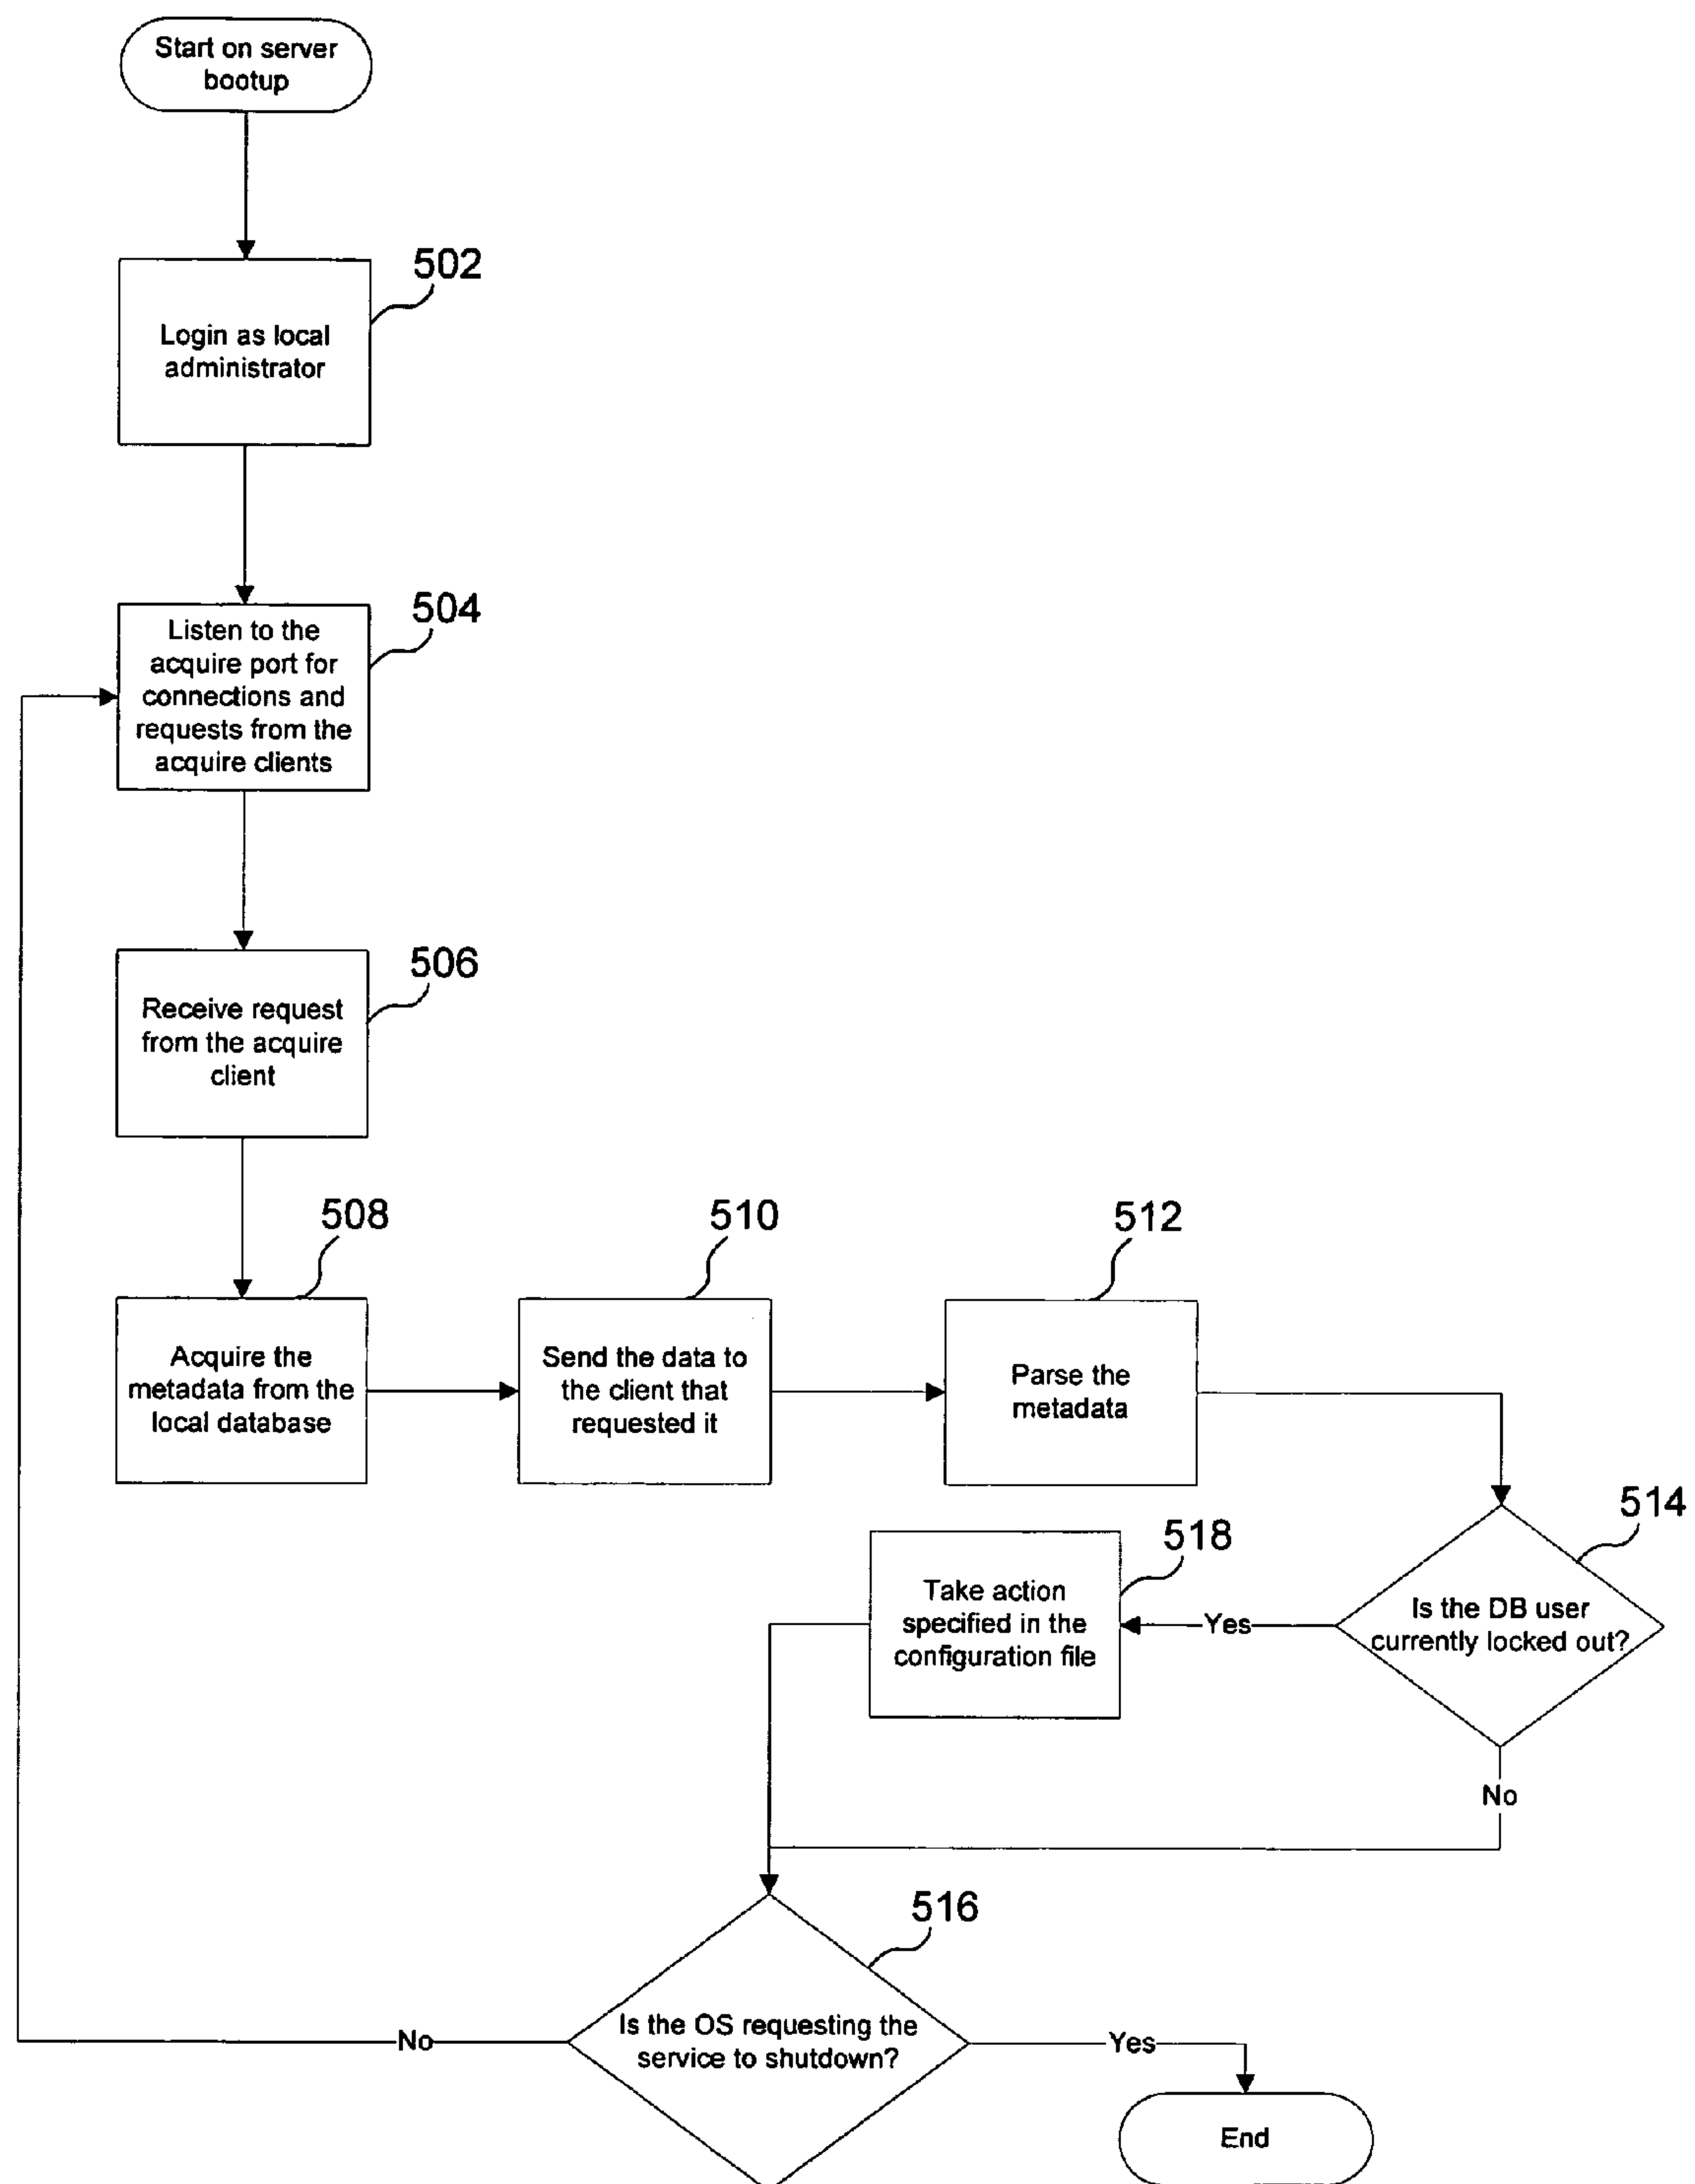 Start on server
bootup
502
Login as local
administrator
504
Listen to the
acquire port for
connections and
requests from the
acquire clients
506
Receive request
from the acquire
client
508
Acquire the
metadata from the
local database
510
Send the data to
the client that
requested it
512
Parse the
metadata
514
Is the DB user
currently locked out?
Yes
518
Take action
specified in the
configuration file
No
516
Is the OS requesting the
service to shutdown?
No
Yes
End